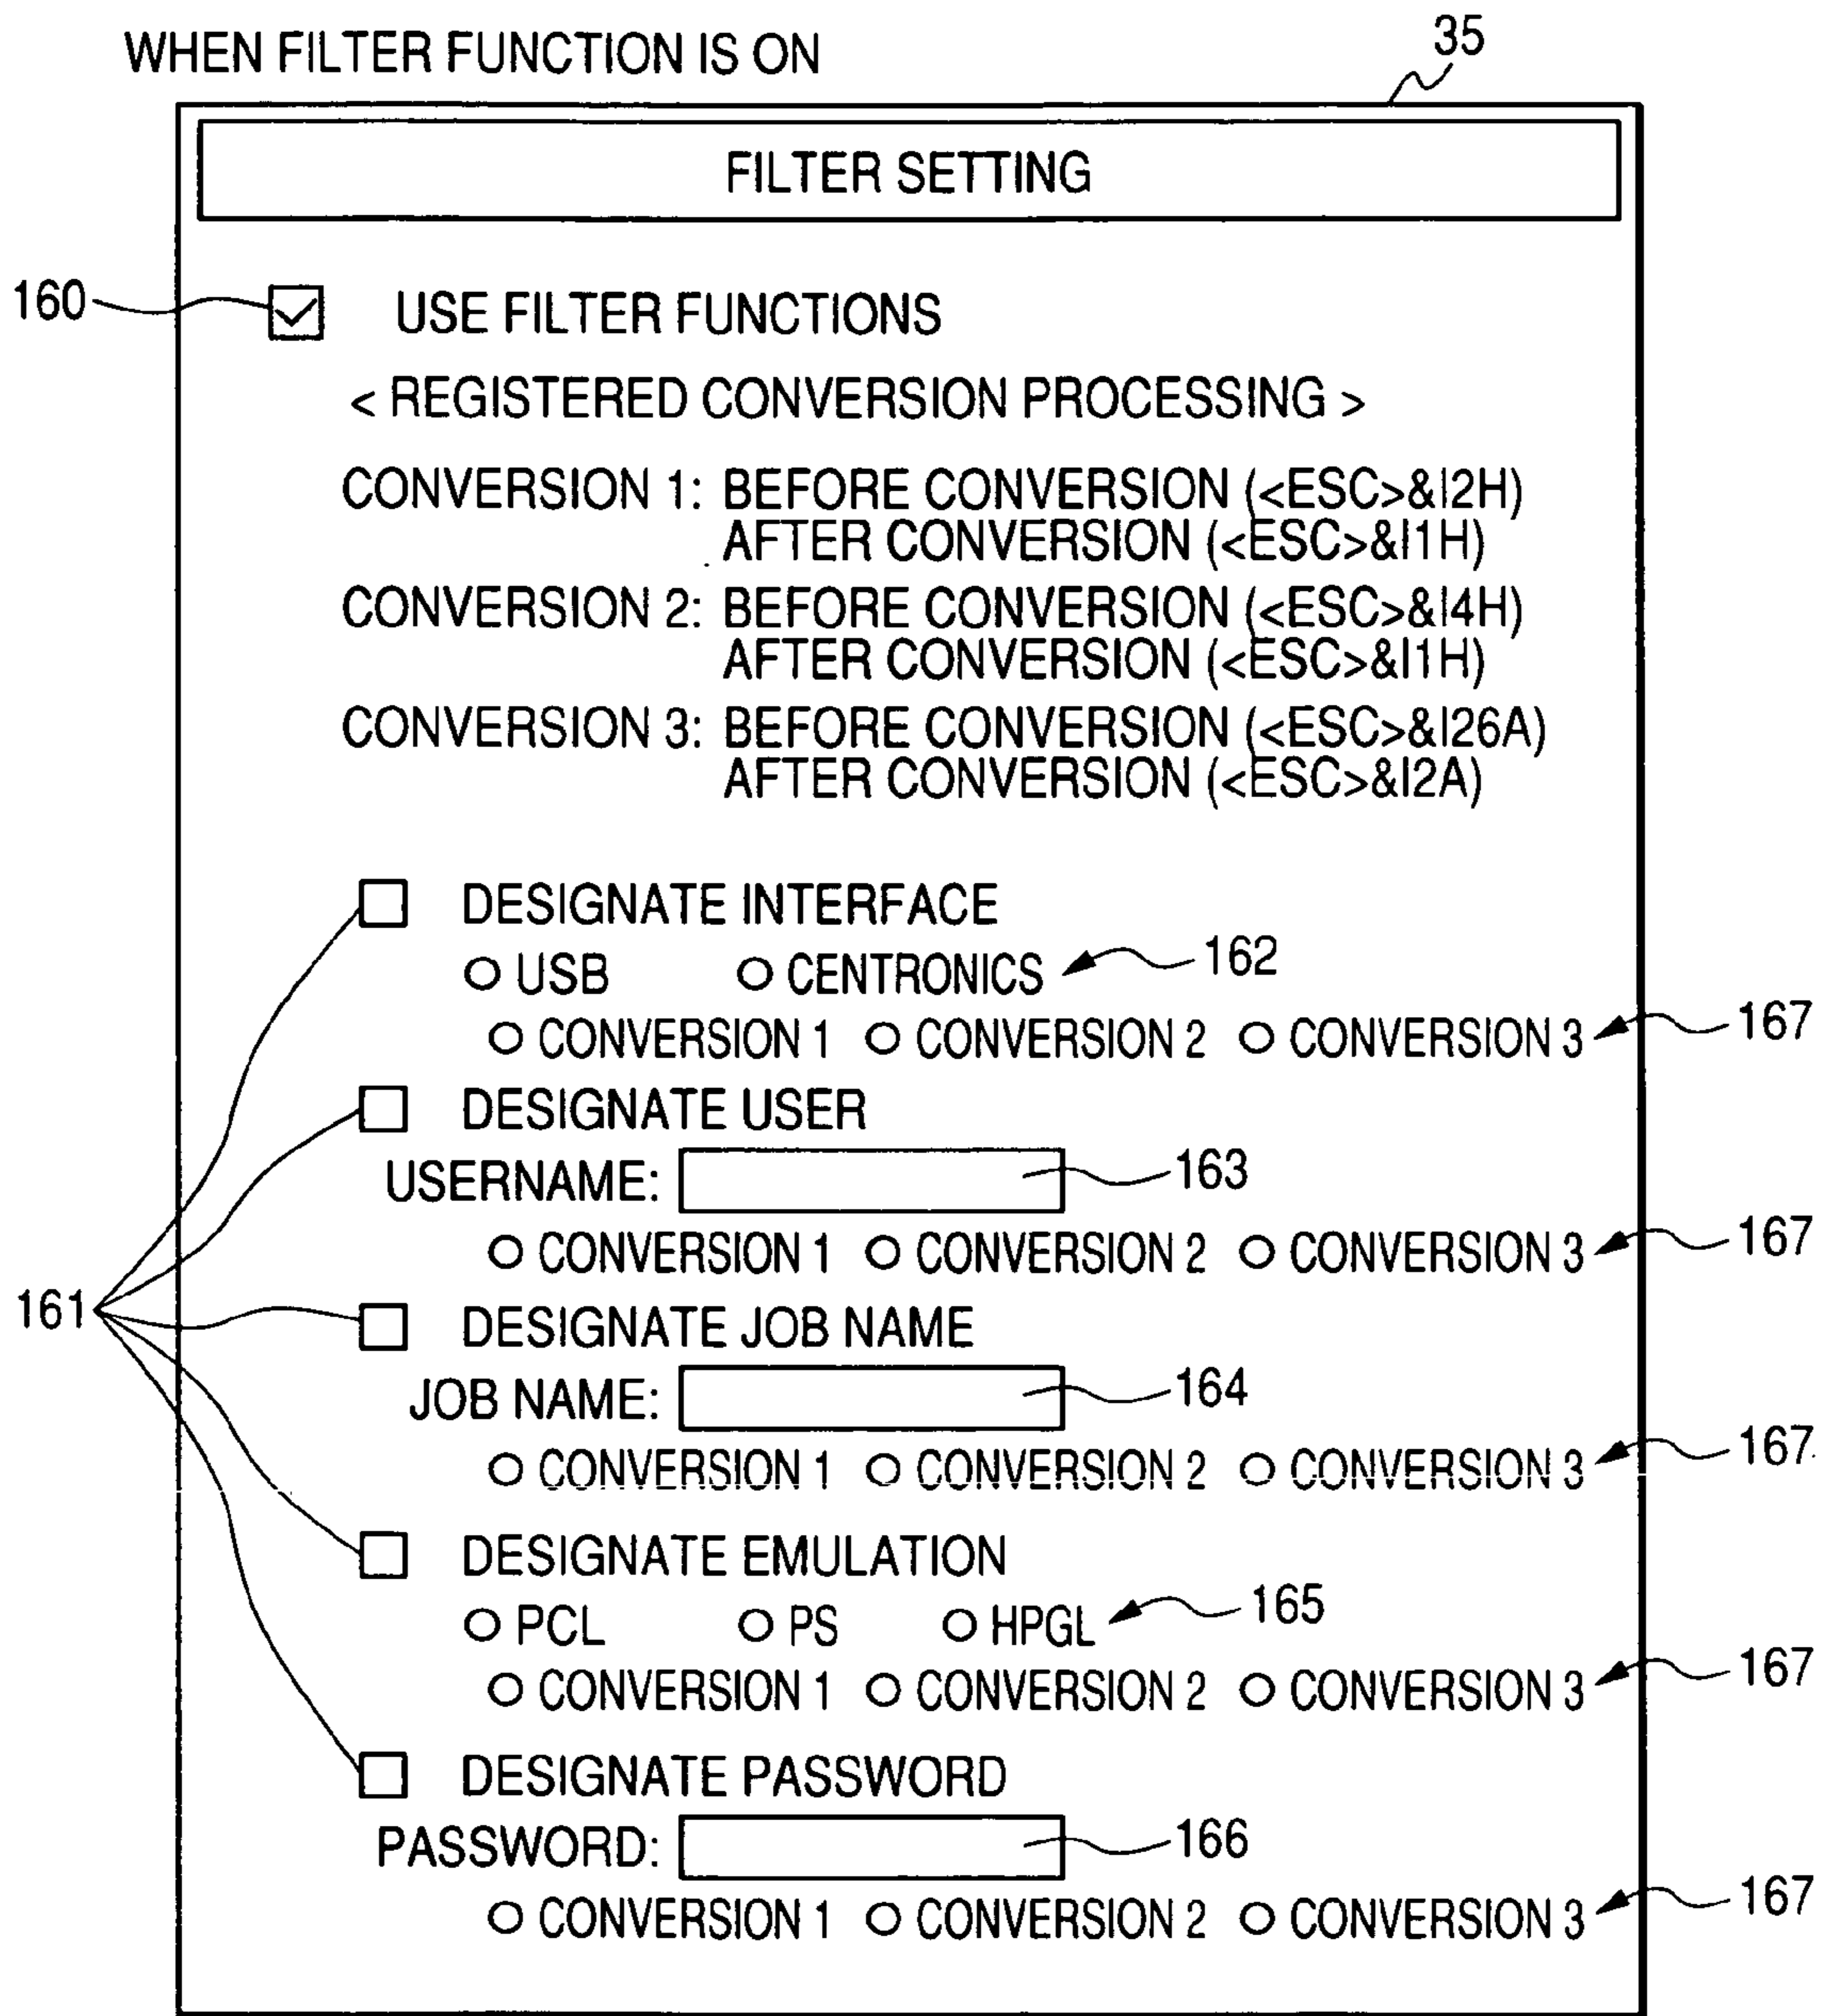 WHEN FILTER FUNCTION IS ON
35
FILTER SETTING
160
USE FILTER FUNCTIONS
< REGISTERED CONVERSION PROCESSING >
CONVERSION 1: BEFORE CONVERSION (<ESC>&l2H)
AFTER CONVERSION (<ESC>&l1H)
CONVERSION 2: BEFORE CONVERSION (<ESC>&l4H)
AFTER CONVERSION (<ESC>&l1H)
CONVERSION 3: BEFORE CONVERSION (<ESC>&l26A)
AFTER CONVERSION (<ESC>&l2A)
DESIGNATE INTERFACE
○ USB ○ CENTRONICS 162
○ CONVERSION 1 ○ CONVERSION 2 ○ CONVERSION 3 167
DESIGNATE USER
USERNAME: 163
○ CONVERSION 1 ○ CONVERSION 2 ○ CONVERSION 3 167
161
DESIGNATE JOB NAME
JOB NAME: 164
○ CONVERSION 1 ○ CONVERSION 2 ○ CONVERSION 3 167
DESIGNATE EMULATION
○ PCL ○ PS ○ HPGL 165
○ CONVERSION 1 ○ CONVERSION 2 ○ CONVERSION 3 167
DESIGNATE PASSWORD
PASSWORD: 166
○ CONVERSION 1 ○ CONVERSION 2 ○ CONVERSION 3 167